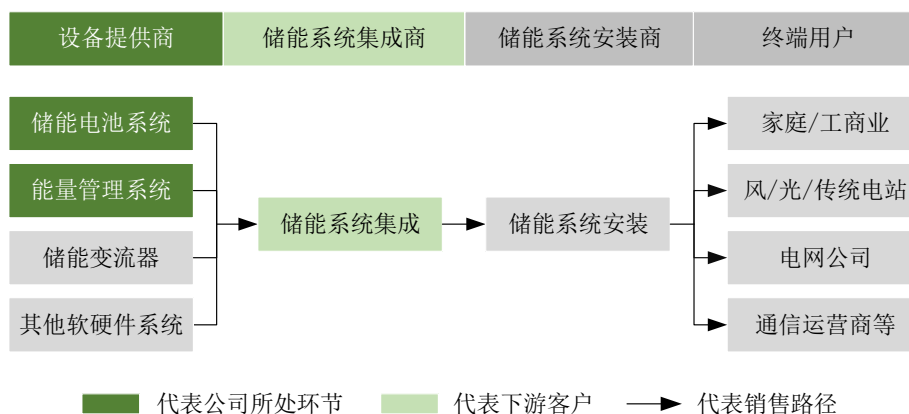 设备提供商
储能系统集成商
储能系统安装商
终端用户
储能电池系统
能量管理系统
储能变流器
其他软硬件系统
储能系统集成
储能系统安装
家庭/工商业
风/光/传统电站
电网公司
通信运营商等
代表公司所处环节
代表下游客户
代表销售路径